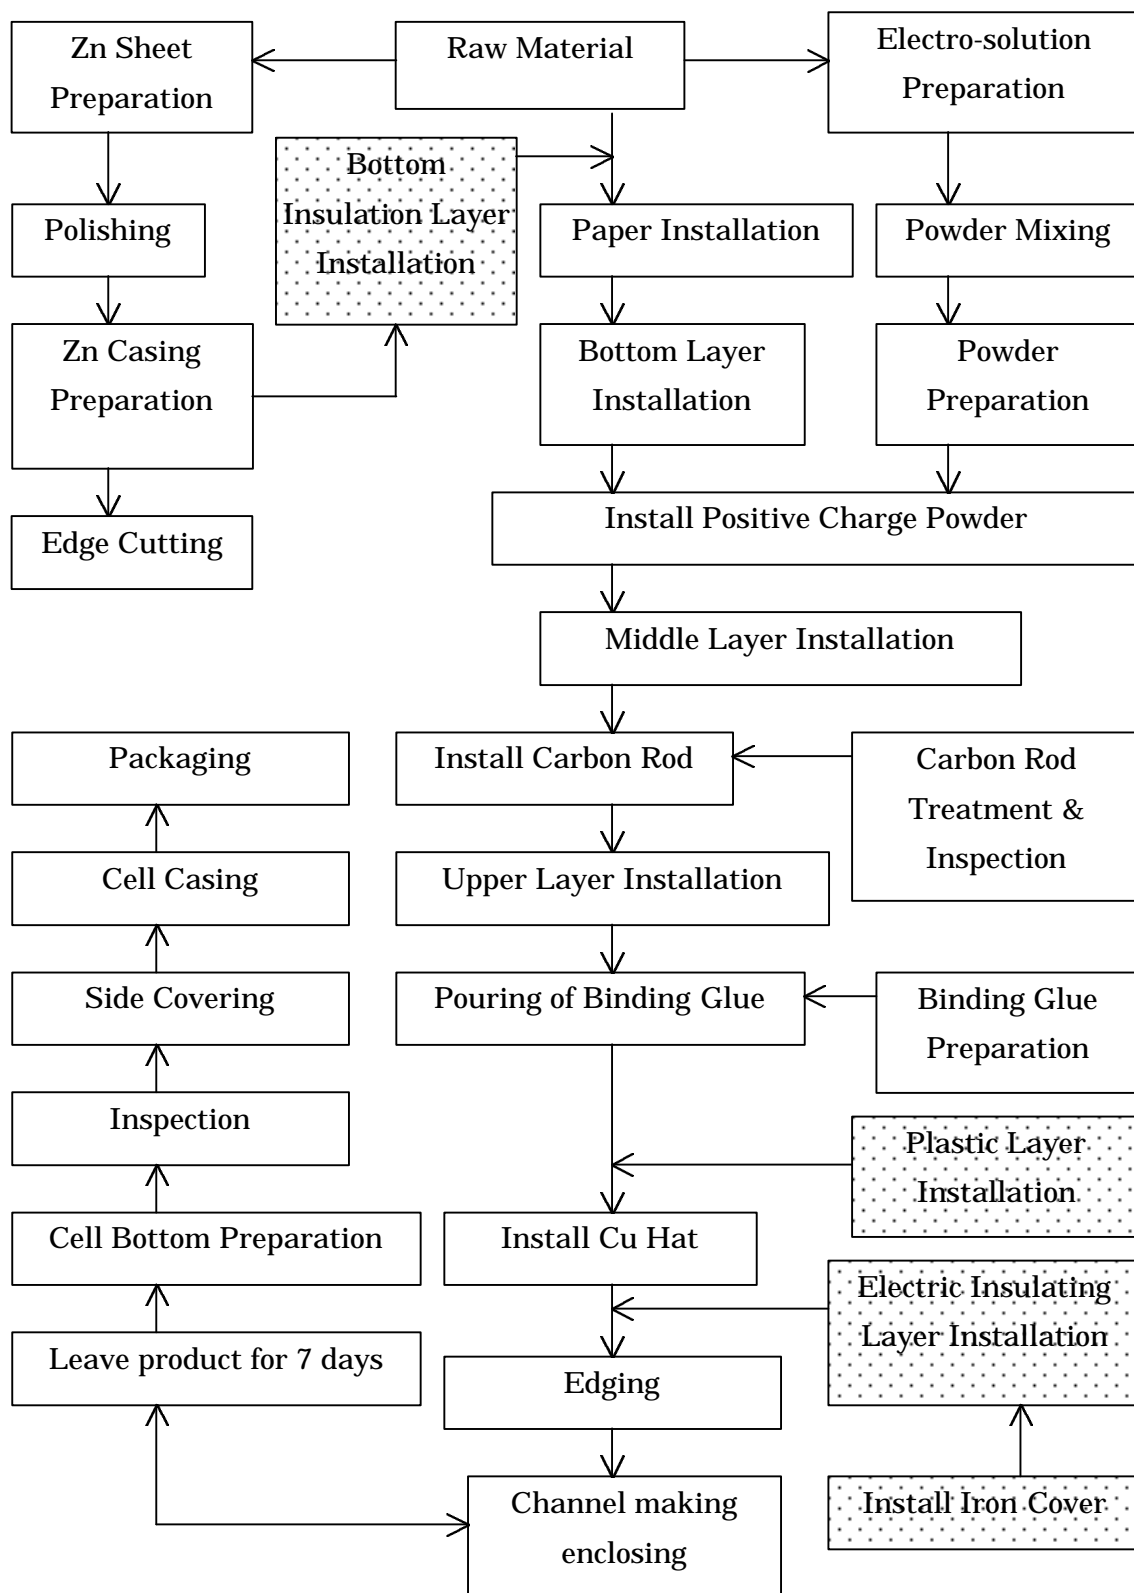 Zn Sheet
Preparation
Raw Material
Electro-solution
Preparation
Bottom
Insulation Layer
Installation
Polishing
Paper Installation
Powder Mixing
Zn Casing
Preparation
Bottom Layer
Installation
Powder
Preparation
Edge Cutting
Install Positive Charge Powder
Middle Layer Installation
Packaging
Install Carbon Rod
Carbon Rod
Treatment &
Inspection
Cell Casing
Upper Layer Installation
Side Covering
Pouring of Binding Glue
Binding Glue
Preparation
Inspection
Plastic Layer
Installation
Cell Bottom Preparation
Install Cu Hat
Electric Insulating
Layer Installation
Leave product for 7 days
Edging
Channel making
enclosing
Install Iron Cover